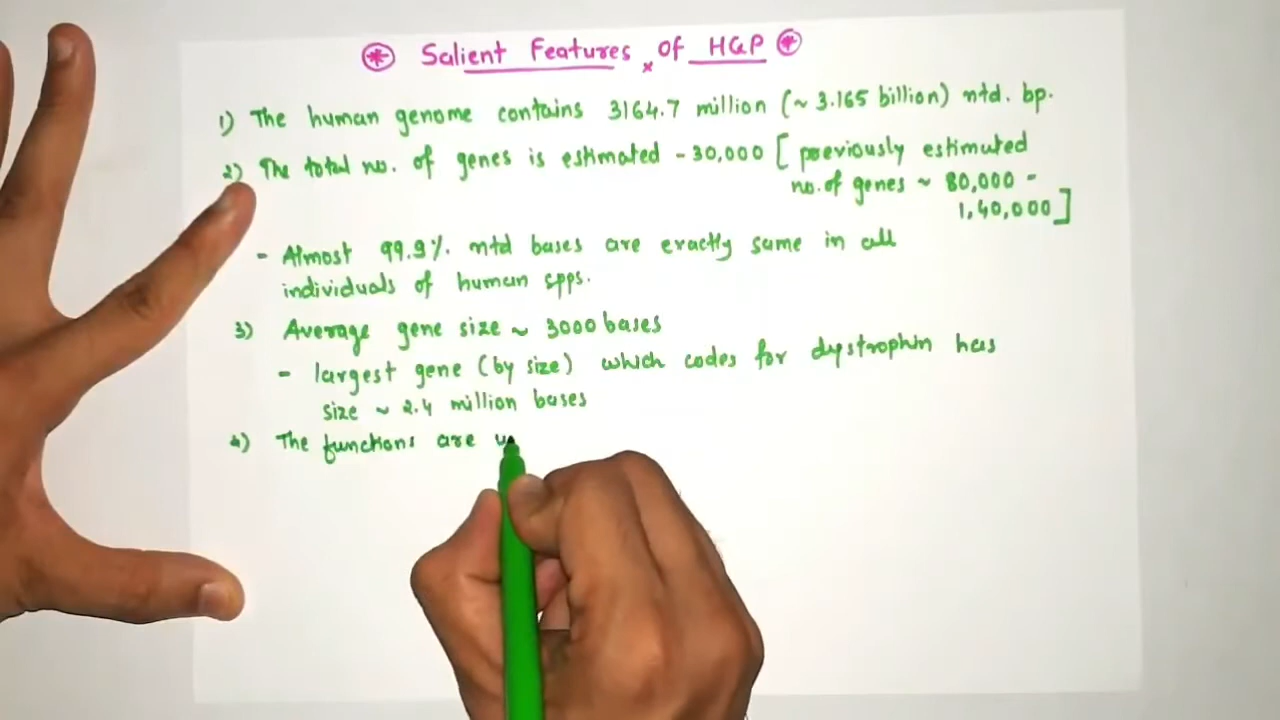 Salient Features of HGP
1) The human genome contains 3164.7 million (~ 3.165 billion) ntd. bp.
2) The total no. of genes is estimated - 30,000 [ previously estimated
no. of genes ~ 80,000 -
1,40,000 ]
- Almost 99.9% ntd bases are exactly same in all
individuals of human spps.
3) Average gene size ~ 3000 bases
- largest gene (by size) which codes for dystrophin has
size ~ 2.4 million bases
4) The functions are